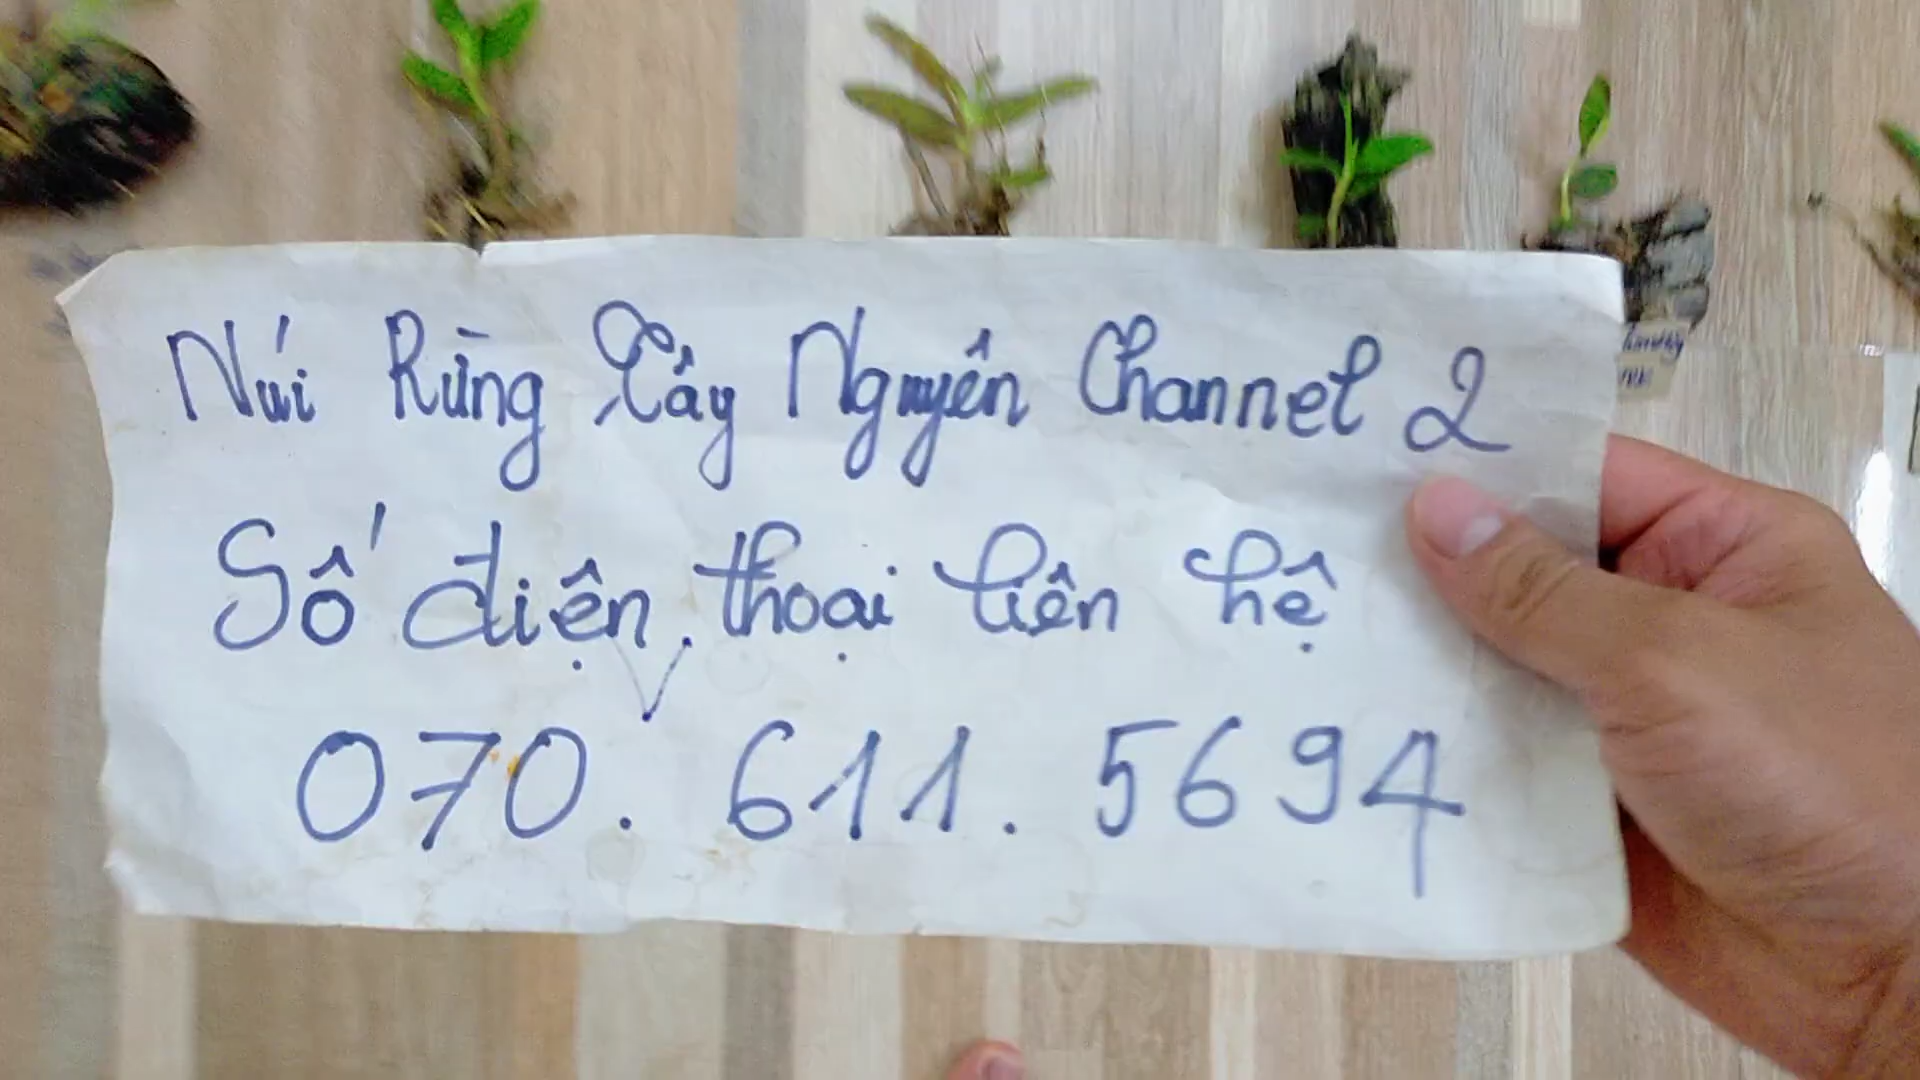 Núi Rừng Tây Nguyên Channel 2
Số điện thoại liên hệ
070. 611. 5694